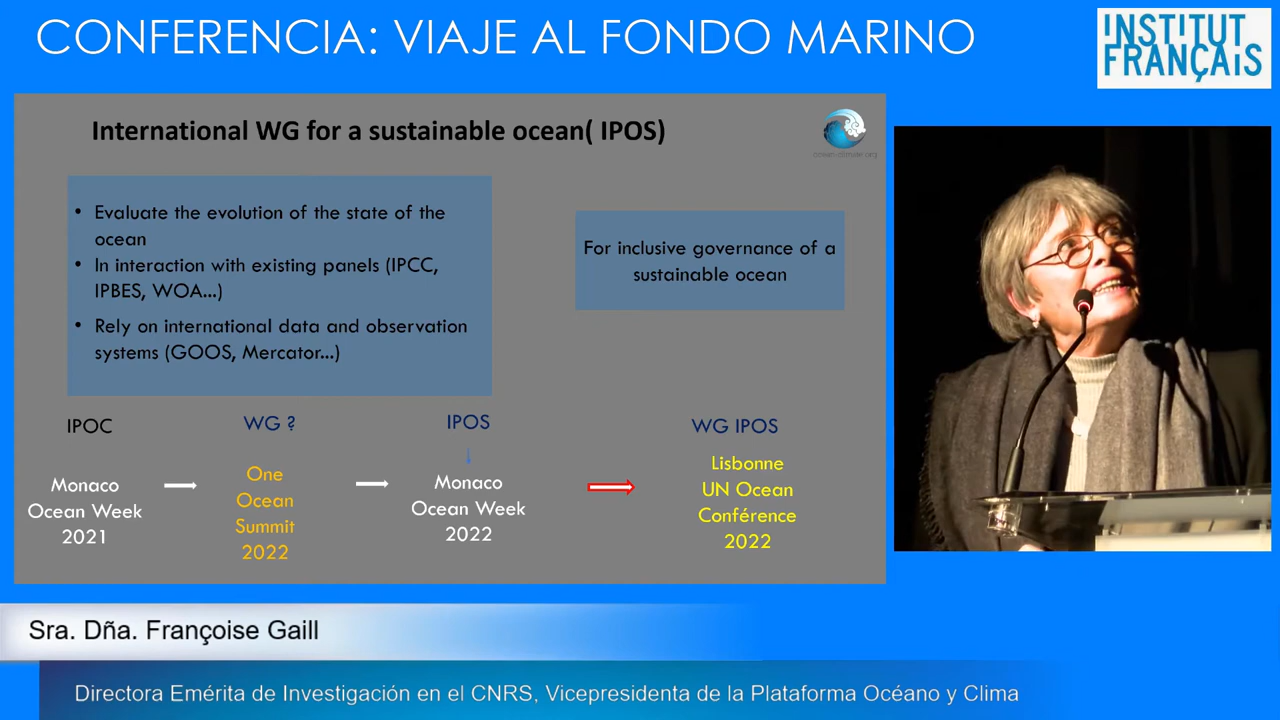 CONFERENCIA: VIAJE AL FONDO MARINO
INSTITUT
FRANÇAIS
International WG for a sustainable ocean( IPOS)
ocean-climate.org
• Evaluate the evolution of the state of the
ocean
• In interaction with existing panels (IPCC,
IPBES, WOA...)
• Rely on international data and observation
systems (GOOS, Mercator...)
For inclusive governance of a
sustainable ocean
IPOC
WG ?
IPOS
WG IPOS
Monaco
Ocean Week
2021
One
Ocean
Summit
2022
Monaco
Ocean Week
2022
Lisbonne
UN Ocean
Conférence
2022
Sra. Dña. Françoise Gaill
Directora Emérita de Investigación en el CNRS, Vicepresidenta de la Plataforma Océano y Clima